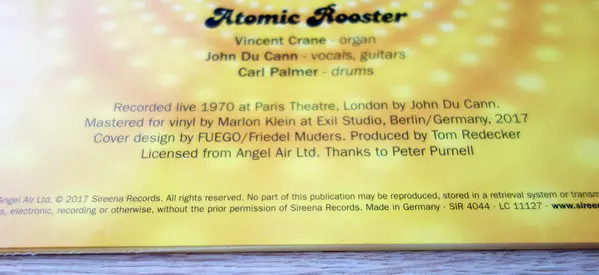 Atomic Rooster
Vincent Crane - organ
John Du Cann - vocals, guitars
Carl Palmer - drums
Recorded live 1970 at Paris Theatre, London by John Du Cann.
Mastered for vinyl by Marlon Klein at Exil Studio, Berlin/Germany, 2017
Cover design by FUEGO/Friedel Muders. Produced by Tom Redecker
Licensed from Angel Air Ltd. Thanks to Peter Purnell
Angel Air Ltd. © 2017 Sireena Records. All rights reserved. No part of this publication may be reproduced, stored in a retrieval system or transm
s, electronic, recording or otherwise, without the prior permission of Sireena Records. Made in Germany · SIR 4044 · LC 11127 · www.siree